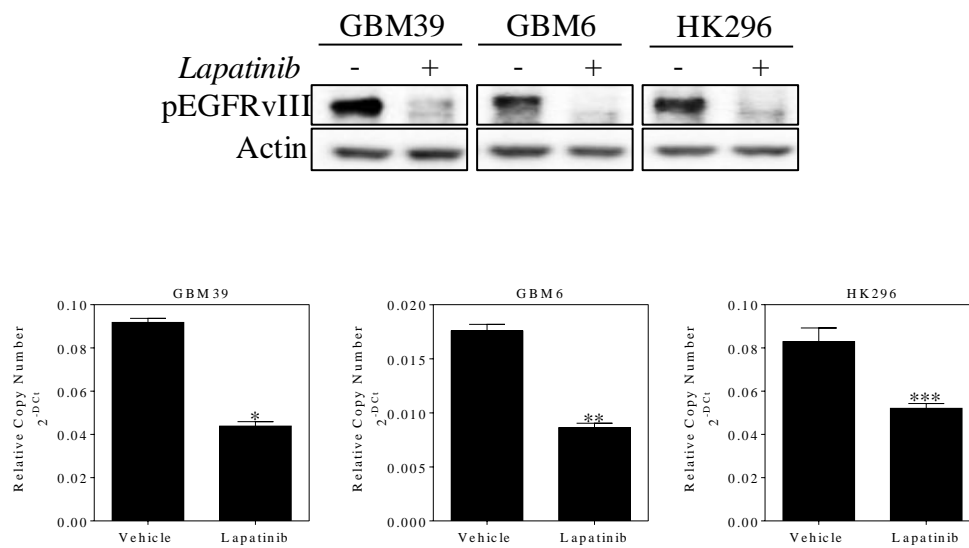 GBM39 GBM6 HK296
Lapatinib - + - + - +
pEGFRvIII
Actin
GBM39
Relative Copy Number
2^-DCt
0.10
0.08
0.06
0.04
0.02
0.00
*
Vehicle Lapatinib
GBM6
Relative Copy Number
2^-DCt
0.020
0.015
0.010
0.005
0.000
**
Vehicle Lapatinib
HK296
Relative Copy Number
2^-DCt
0.10
0.08
0.06
0.04
0.02
0.00
***
Vehicle Lapatinib